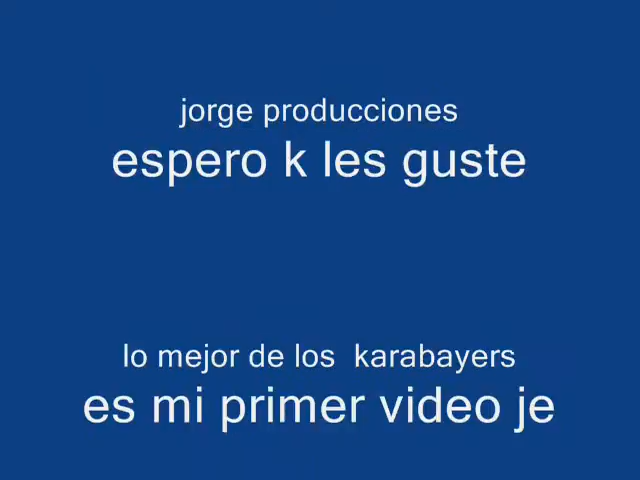 jorge producciones
espero k les guste
lo mejor de los  karabayers
es mi primer video je